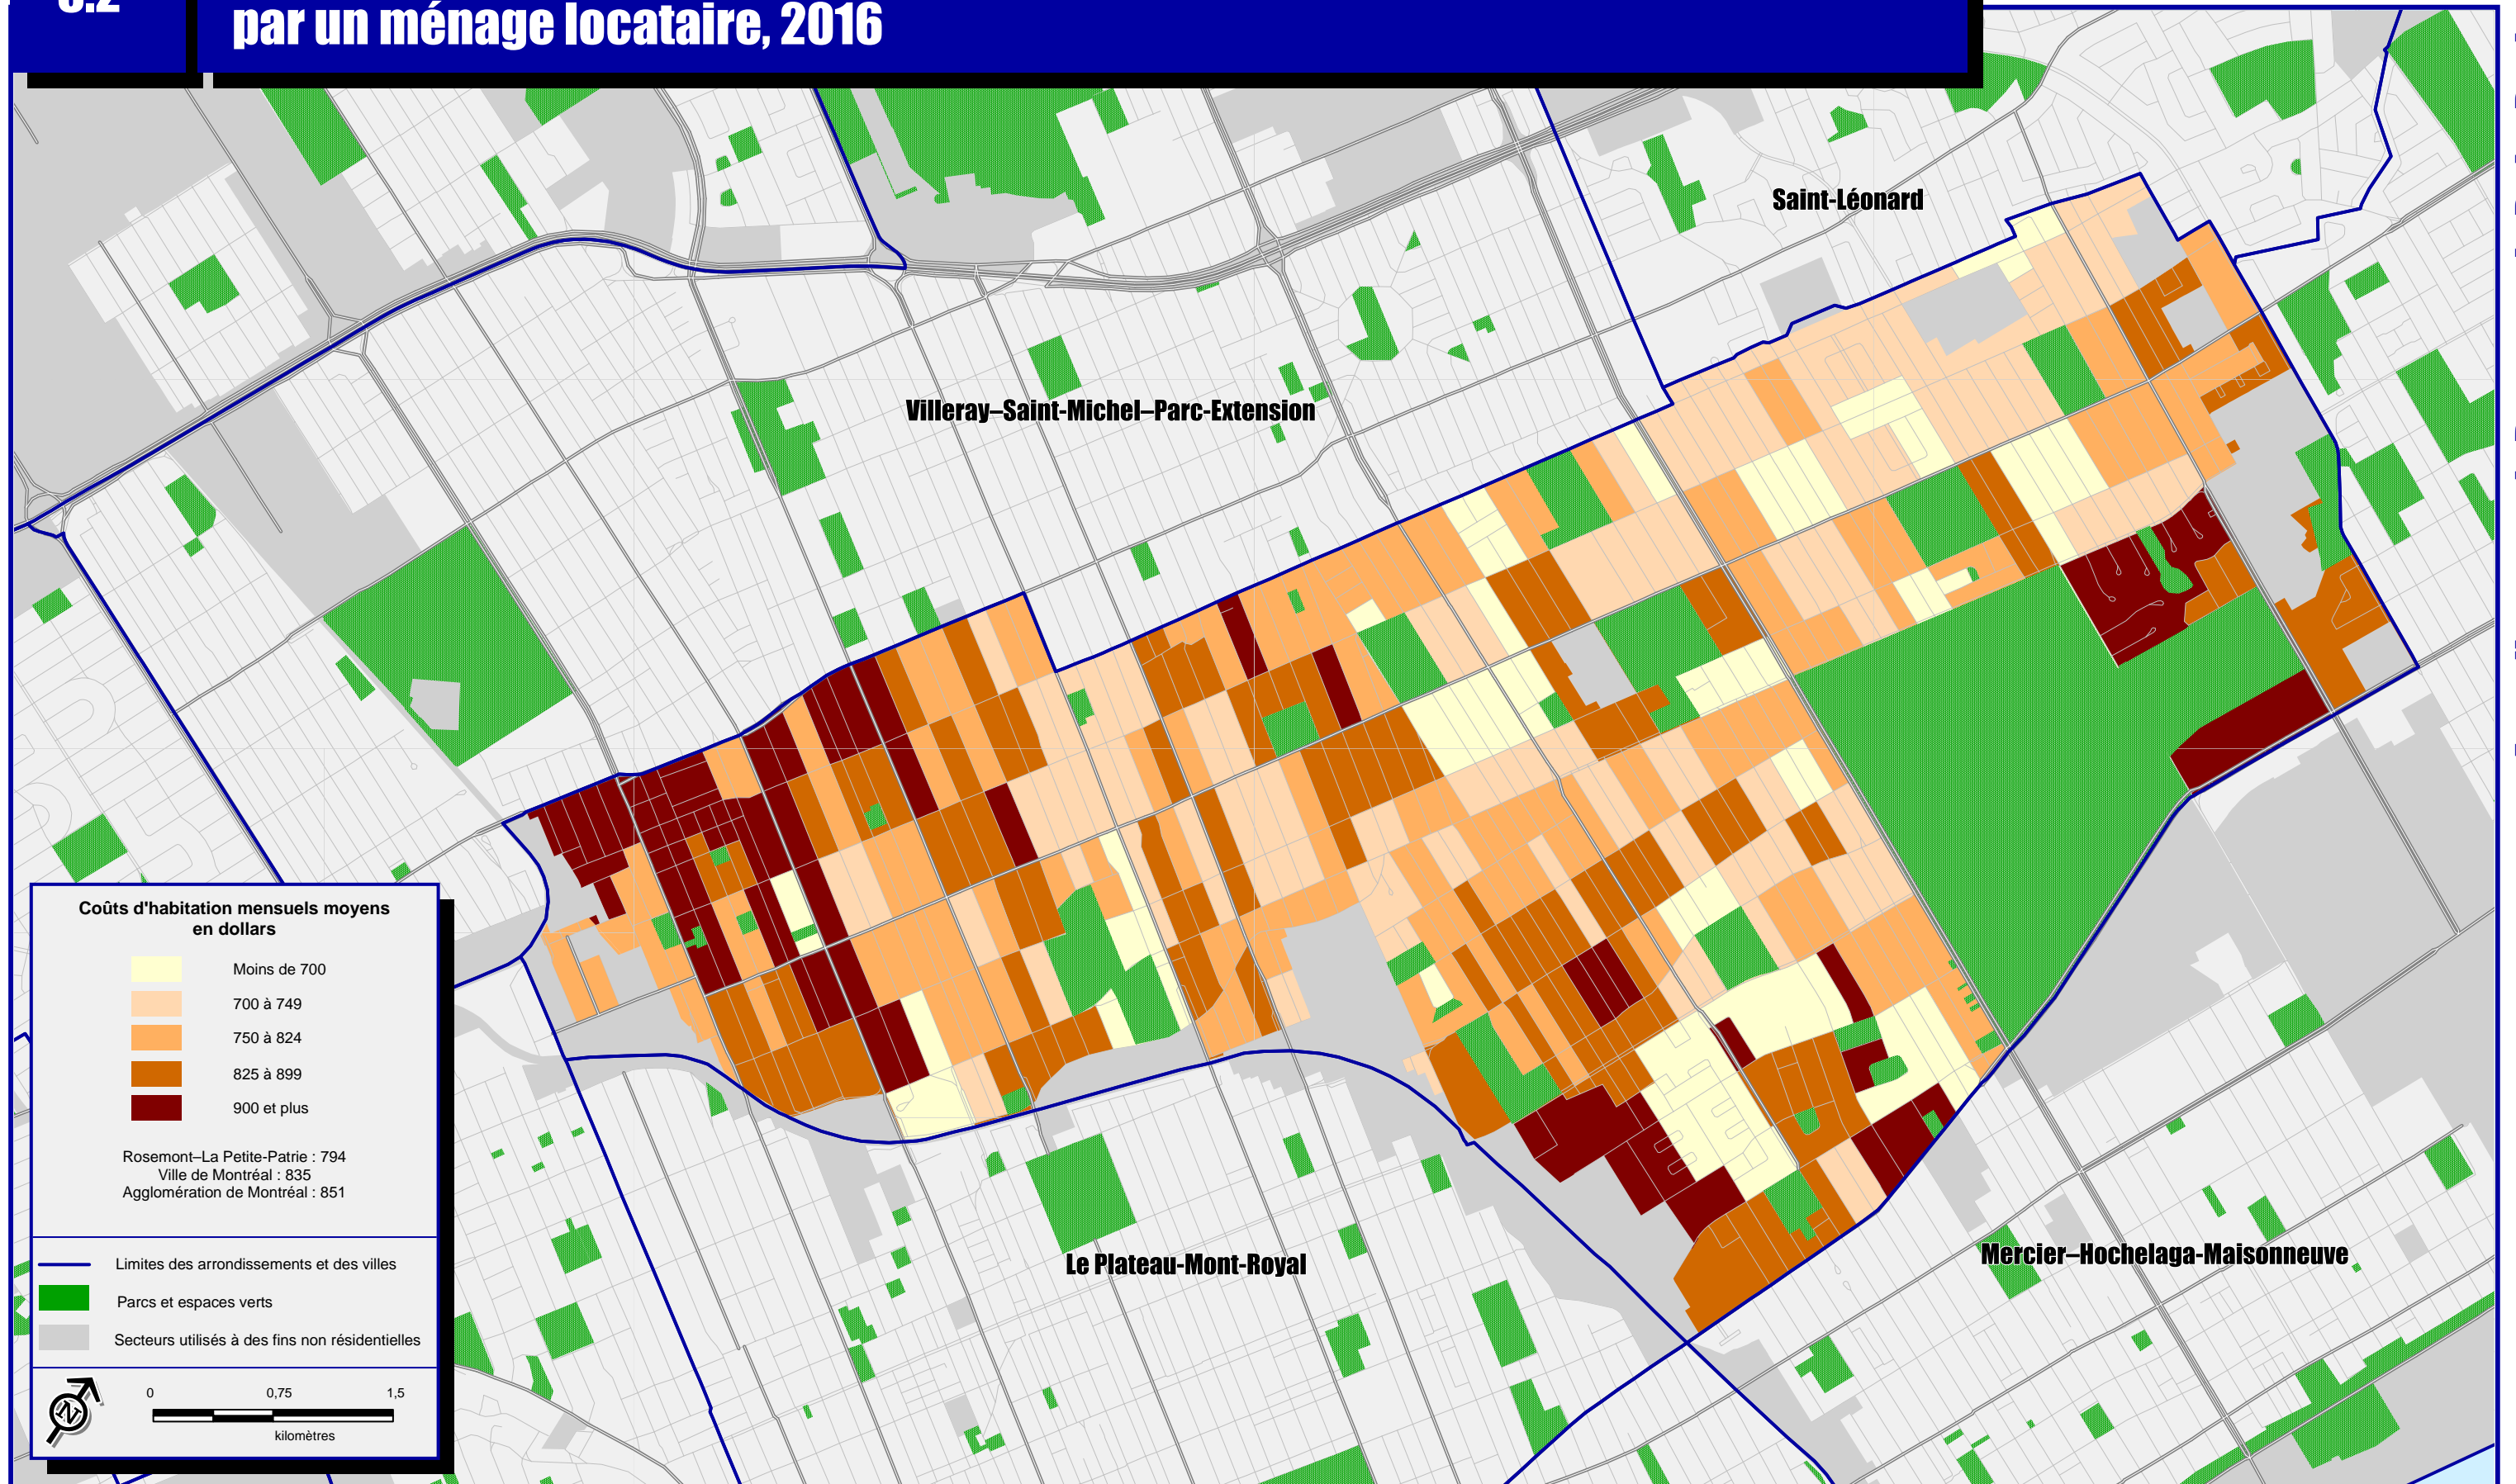 par un ménage locataire, 2016
Saint-Léonard
Villeray–Saint-Michel–Parc-Extension
Coûts d'habitation mensuels moyens
en dollars
Moins de 700
700 à 749
750 à 824
825 à 899
900 et plus
Rosemont–La Petite-Patrie : 794
Ville de Montréal : 835
Agglomération de Montréal : 851
Limites des arrondissements et des villes
Parcs et espaces verts
Secteurs utilisés à des fins non résidentielles
N
0 0,75 1,5
kilomètres
Le Plateau-Mont-Royal
Mercier–Hochelaga-Maisonneuve